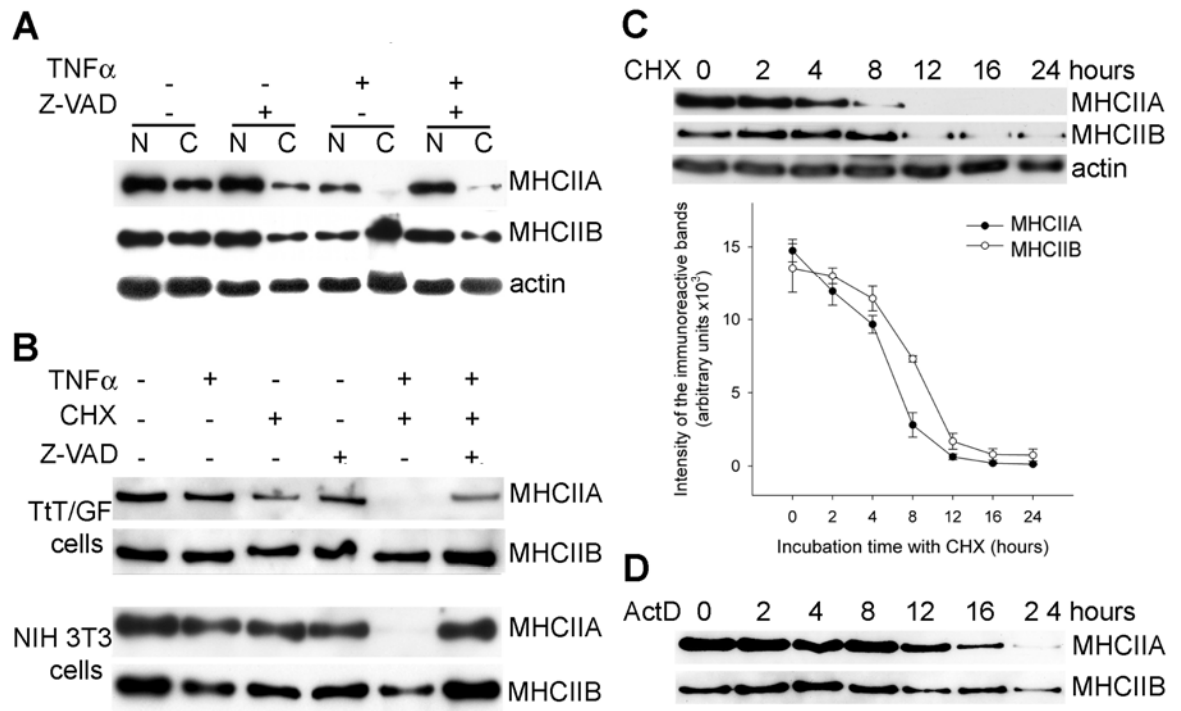 A
TNFα - - + +
Z-VAD - + - +
N C N C N C N C
MHCIIA
MHCIIB
actin
B
TNFα - + - - + +
CHX - - + - + +
Z-VAD - - - + - +
TtT/GF cells
MHCIIA
MHCIIB
NIH 3T3 cells
MHCIIA
MHCIIB
C
CHX 0 2 4 8 12 16 24 hours
MHCIIA
MHCIIB
actin
MHCIIA
MHCIIB
Intensity of the immunoreactive bands
(arbitrary units x10³)
15
10
5
0
0 2 4 8 12 16 24
Incubation time with CHX (hours)
D
ActD 0 2 4 8 12 16 2 4 hours
MHCIIA
MHCIIB